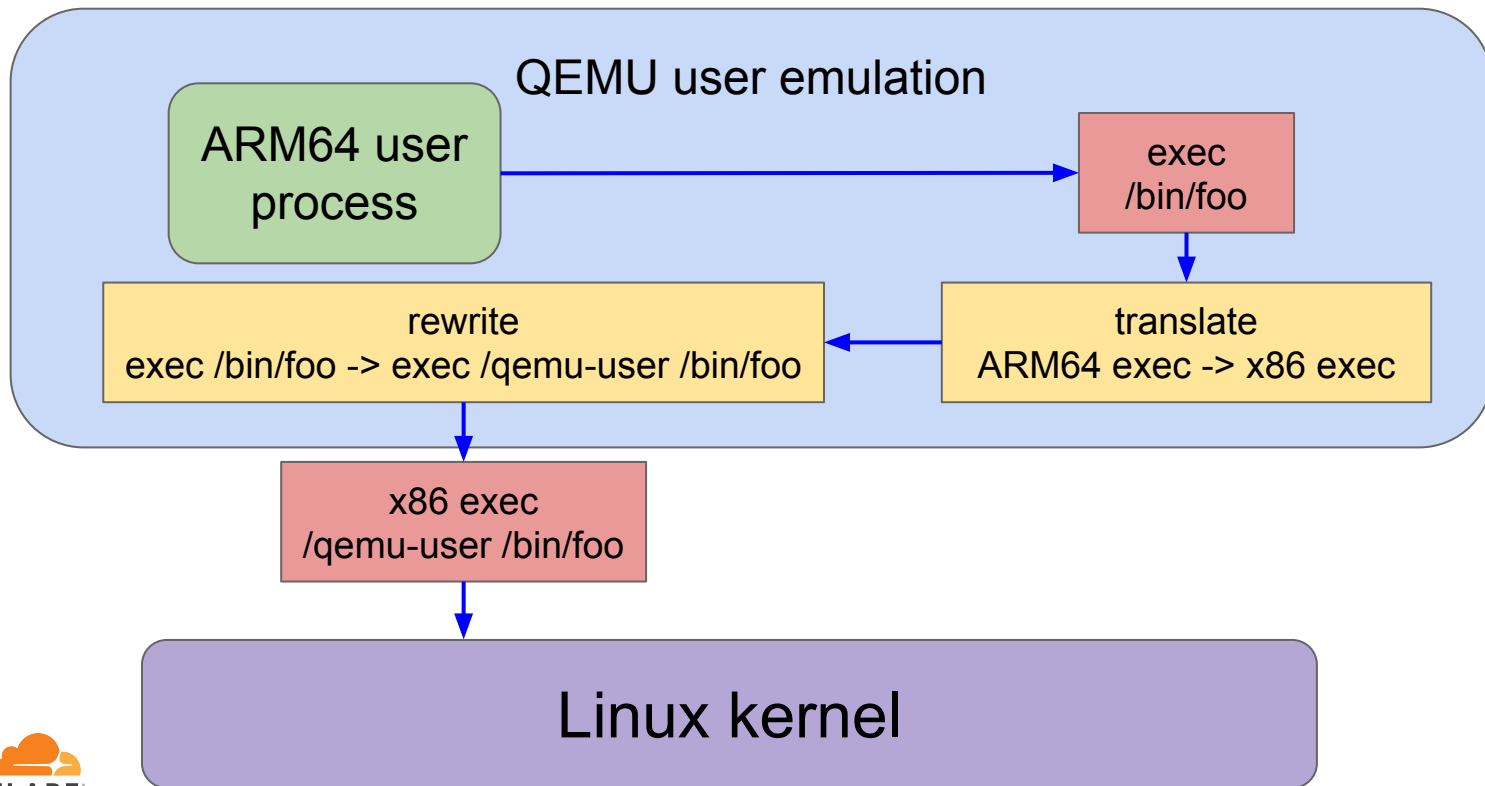 QEMU user emulation
ARM64 user
process
exec
/bin/foo
rewrite
exec /bin/foo -> exec /qemu-user /bin/foo
translate
ARM64 exec -> x86 exec
x86 exec
/qemu-user /bin/foo
Linux kernel